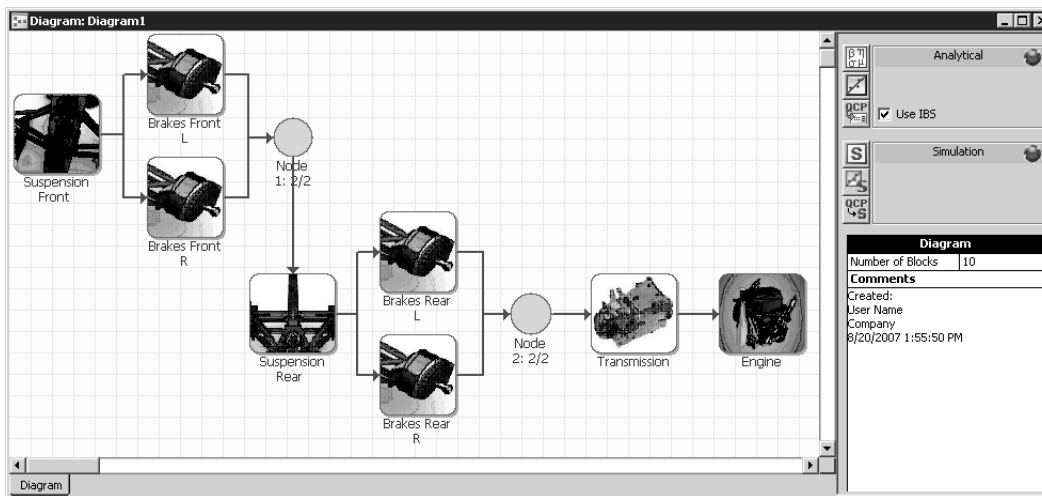 Diagram: Diagram1
Suspension
Front
Brakes Front
L
Brakes Front
R
Node
1: 2/2
Suspension
Rear
Brakes Rear
L
Brakes Rear
R
Node
2: 2/2
Transmission
Engine
Diagram
β η
σ μ
Analytical
QCP
Use IBS
S
Simulation
S
QCP
S
Diagram
Number of Blocks 10
Comments
Created:
User Name
Company
8/20/2007 1:55:50 PM